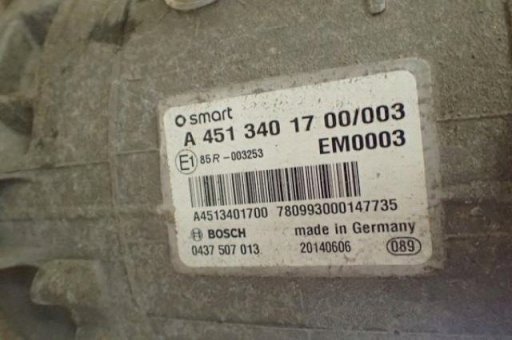 smart
A 451 340 17 00/003
E1 85R-003253 EM0003
A4513401700 780993000147735
BOSCH made in Germany
0437 507 013 20140606 089